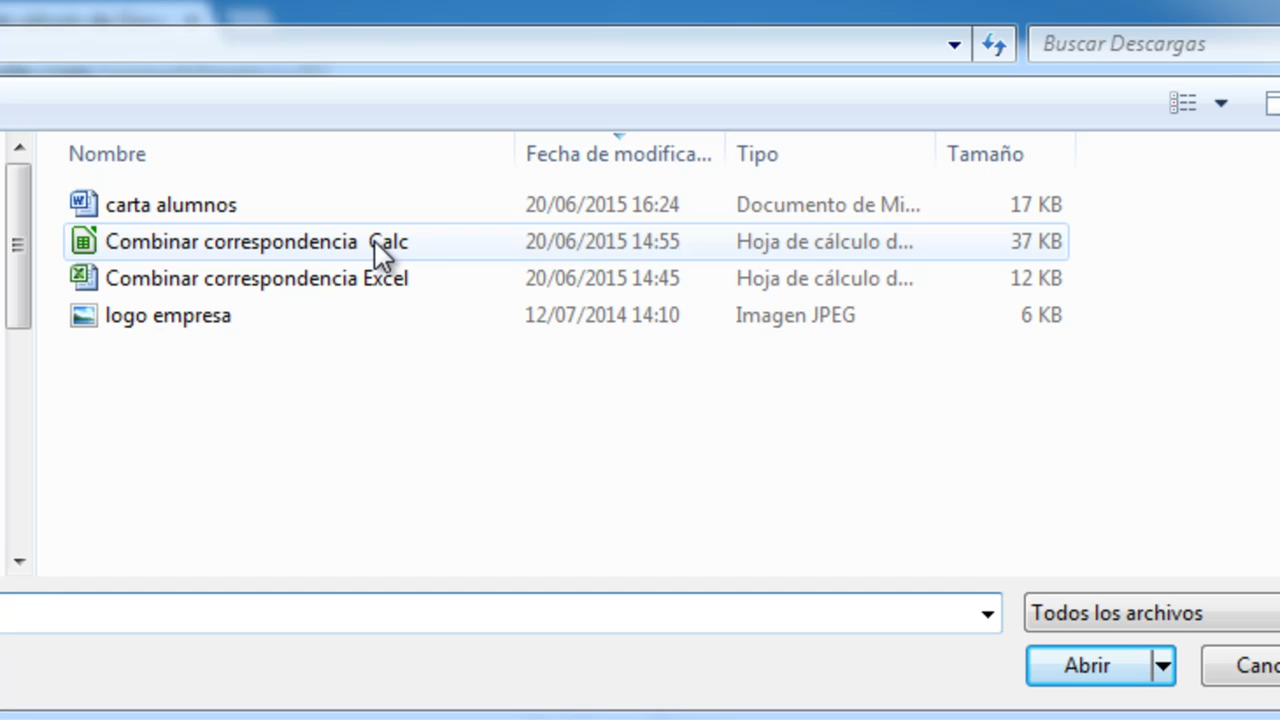 Buscar Descargas
Nombre Fecha de modifica... Tipo Tamaño
carta alumnos 20/06/2015 16:24 Documento de Mi... 17 KB
Combinar correspondencia Calc 20/06/2015 14:55 Hoja de cálculo d... 37 KB
Combinar correspondencia Excel 20/06/2015 14:45 Hoja de cálculo d... 12 KB
logo empresa 12/07/2014 14:10 Imagen JPEG 6 KB
Todos los archivos
Abrir Canc